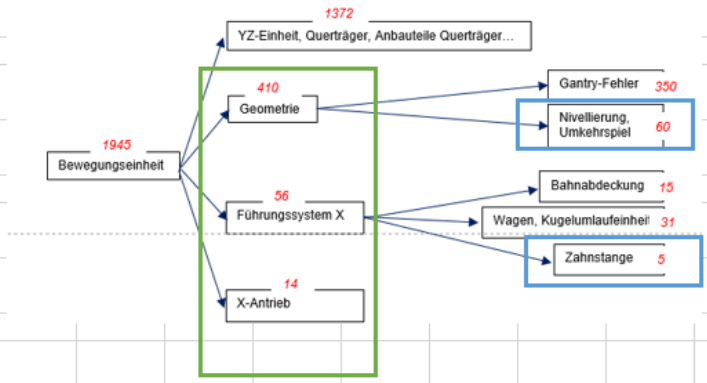 1372
YZ-Einheit, Querträger, Anbauteile Querträger...
410
Geometrie
Gantry-Fehler 350
Nivellierung,
Umkehrspiel 60
1945
Bewegungseinheit
56
Führungssystem X
Bahnabdeckung 15
Wagen, Kugelumlaufeinheit 31
Zahnstange 5
14
X-Antrieb